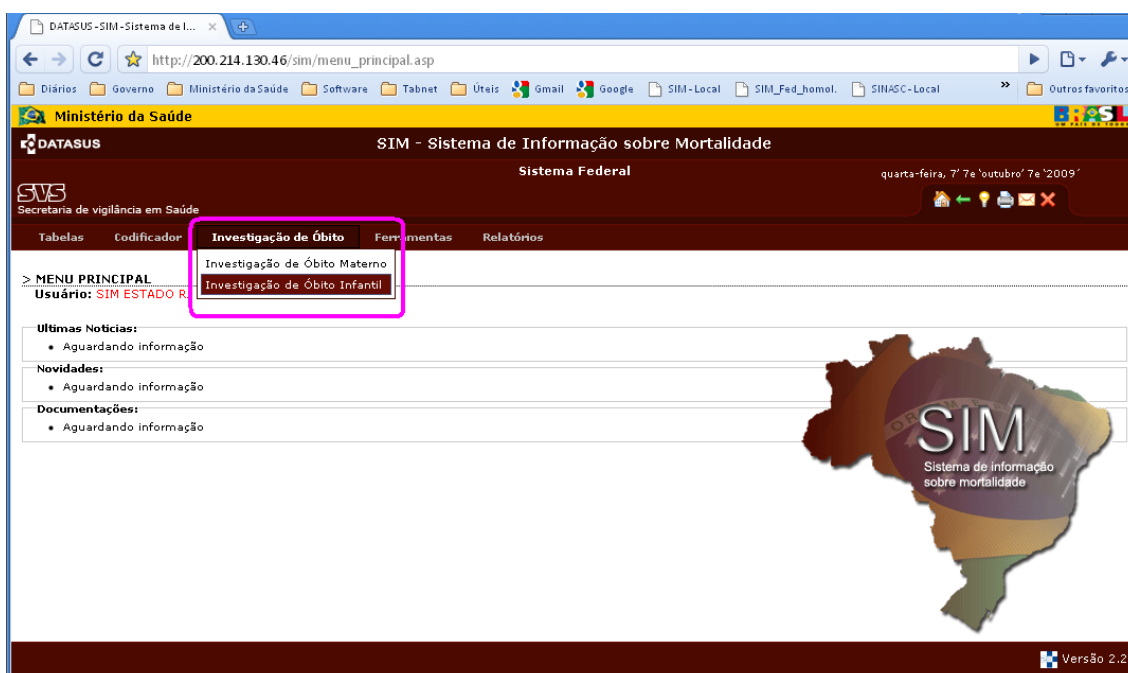 DATASUS-SIM-Sistema de I...
http://200.214.130.46/sim/menu_principal.asp
Diários Governo Ministério da Saúde Software Tabnet Úteis Gmail Google SIM-Local SIM_Fed_homol. SINASC-Local » Outros favoritos
Ministério da Saúde
BRASIL
DATASUS SIM - Sistema de Informação sobre Mortalidade
Sistema Federal
quarta-feira, 7' 7e 'outubro' 7e '2009´
SVS
Secretaria de vigilância em Saúde
Tabelas Codificador Investigação de Óbito Ferramentas Relatórios
Investigação de Óbito Materno
Investigação de Óbito Infantil
> MENU PRINCIPAL
Usuário: SIM ESTADO R
Ultimas Noticias:
• Aguardando informação
Novidades:
• Aguardando informação
Documentações:
• Aguardando informação
SIM
Sistema de informação
sobre mortalidade
Versão 2.2